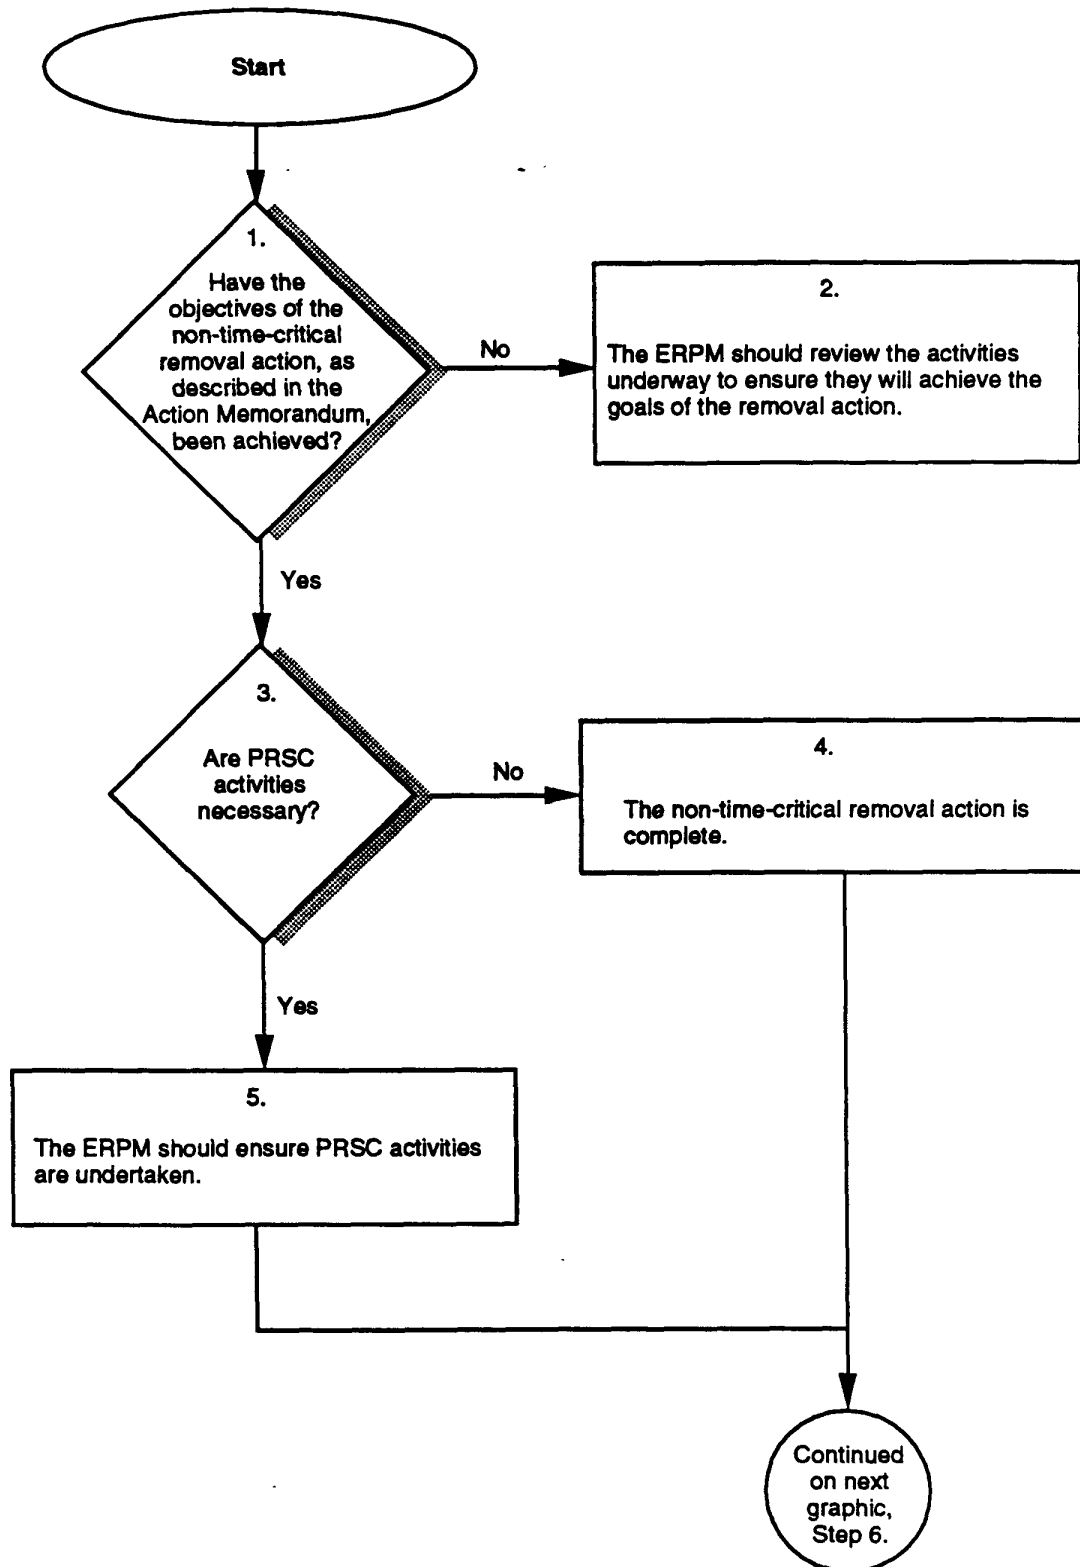 Start
1.
Have the
objectives of the
non-time-critical
removal action, as
described in the
Action Memorandum,
been achieved?
No
2.
The ERPM should review the activities
underway to ensure they will achieve the
goals of the removal action.
Yes
3.
Are PRSC
activities
necessary?
No
4.
The non-time-critical removal action is
complete.
Yes
5.
The ERPM should ensure PRSC activities
are undertaken.
Continued
on next
graphic,
Step 6.